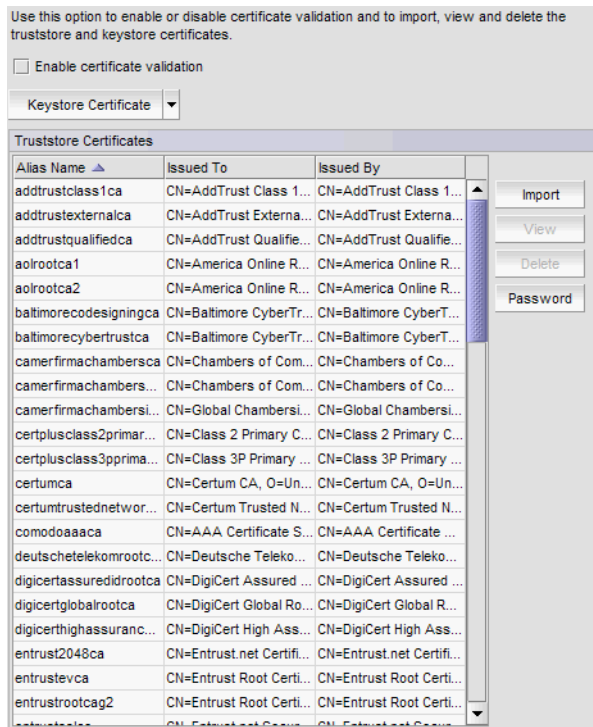 Use this option to enable or disable certificate validation and to import, view and delete the
truststore and keystore certificates.
Enable certificate validation
Keystore Certificate
Truststore Certificates
Alias Name Issued To Issued By
addtrustclass1ca CN=AddTrust Class 1... CN=AddTrust Class 1...
addtrustexternalca CN=AddTrust Externa... CN=AddTrust Externa...
addtrustqualifiedca CN=AddTrust Qualifie... CN=AddTrust Qualifie...
aolrootca1 CN=America Online R... CN=America Online R...
aolrootca2 CN=America Online R... CN=America Online R...
baltimorecodesigningca CN=Baltimore CyberTr... CN=Baltimore CyberT...
baltimorecybertrustca CN=Baltimore CyberTr... CN=Baltimore CyberT...
camerfirmachambersca CN=Chambers of Com... CN=Chambers of Co...
camerfirmachambers... CN=Chambers of Com... CN=Chambers of Co...
camerfirmachambersi... CN=Global Chambersi... CN=Global Chambersi...
certplusclass2primar... CN=Class 2 Primary C... CN=Class 2 Primary C...
certplusclass3pprima... CN=Class 3P Primary ... CN=Class 3P Primary ...
certumca CN=Certum CA, O=Un... CN=Certum CA, O=Un...
certumtrustednetwor... CN=Certum Trusted N... CN=Certum Trusted N...
comodoaaaca CN=AAA Certificate S... CN=AAA Certificate ...
deutschetelekomrootc... CN=Deutsche Teleko... CN=Deutsche Teleko...
digicertassuredidrootca CN=DigiCert Assured ... CN=DigiCert Assured ...
digicertglobalrootca CN=DigiCert Global Ro... CN=DigiCert Global R...
digicerthighassuranc... CN=DigiCert High Ass... CN=DigiCert High Ass...
entrust2048ca CN=Entrust.net Certifi... CN=Entrust.net Certifi...
entrustevca CN=Entrust Root Certi... CN=Entrust Root Certi...
entrustrootcag2 CN=Entrust Root Certi... CN=Entrust Root Certi...
Import
View
Delete
Password